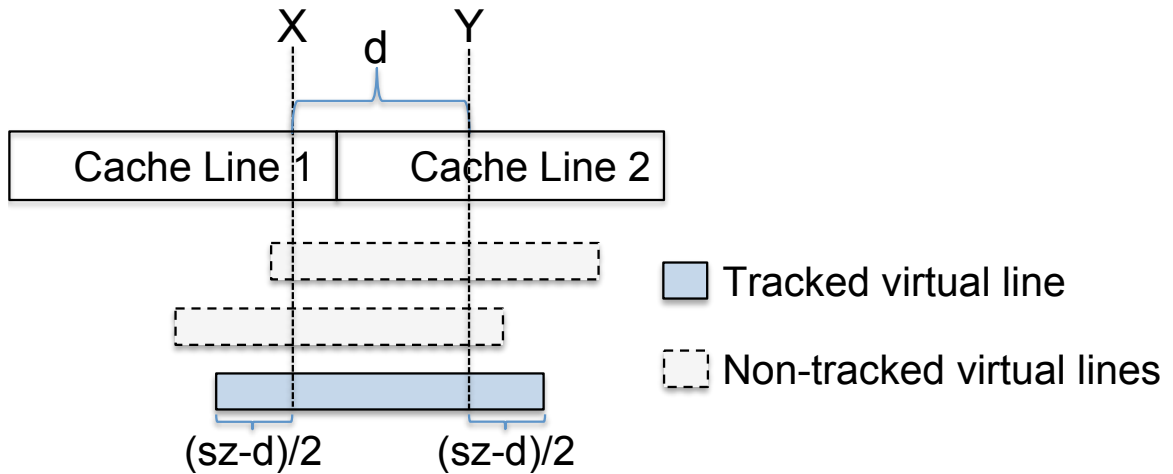 X Y
d
Cache Line 1 Cache Line 2
Tracked virtual line
Non-tracked virtual lines
(sz-d)/2 (sz-d)/2